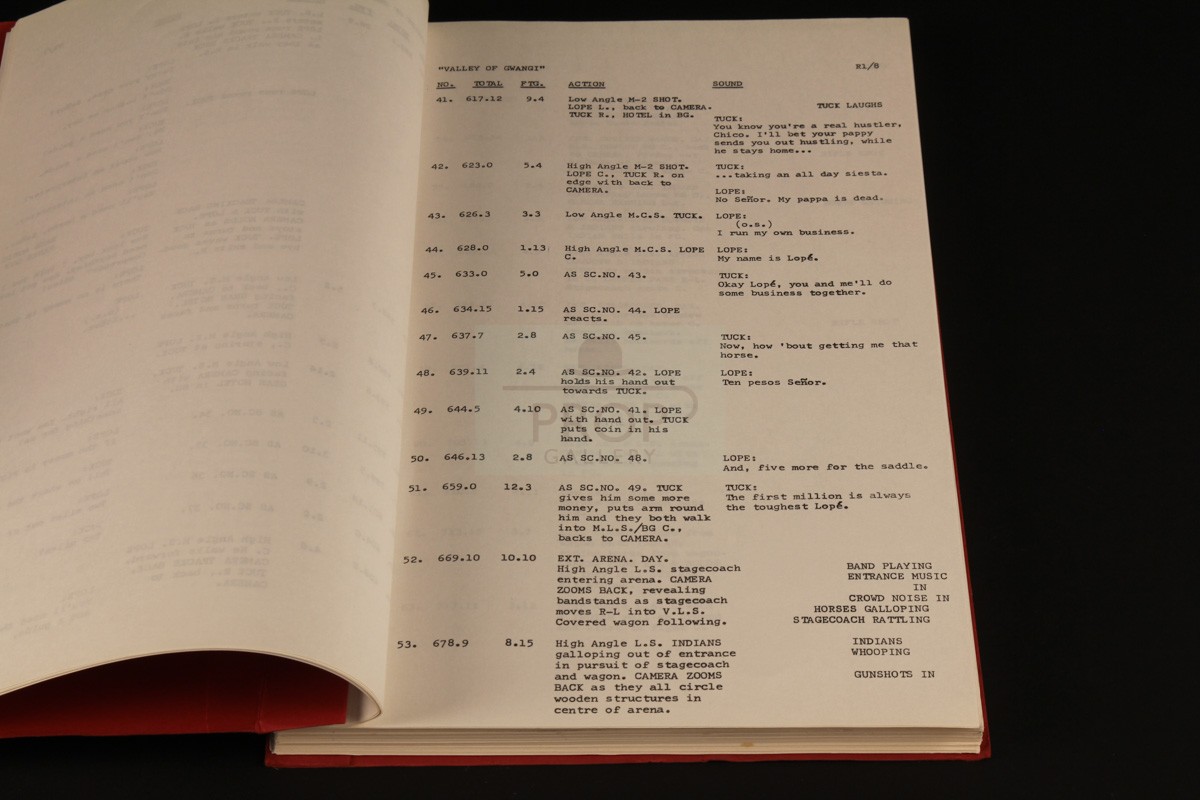 "VALLEY OF GWANGI" R1/8
NO. TOTAL FTG. ACTION SOUND
41. 617.12 9.4 Low Angle M-2 SHOT.
LOPE L., back to CAMERA. TUCK LAUGHS
TUCK R., HOTEL in BG.
TUCK:
You know you're a real hustler,
Chico. I'll bet your pappy
sends you out hustling, while
he stays home...
42. 623.0 5.4 High Angle M-2 SHOT. TUCK:
LOPE C., TUCK R. on ...taking an all day siesta.
edge with back to
CAMERA. LOPE:
No Señor. My pappa is dead.
43. 626.3 3.3 Low Angle M.C.S. TUCK. LOPE:
(o.s.)
I run my own business.
44. 628.0 1.13 High Angle M.C.S. LOPE LOPE:
C. My name is Lopé.
45. 633.0 5.0 AS SC.NO. 43. TUCK:
Okay Lopé, you and me'll do
some business together.
46. 634.15 1.15 AS SC.NO. 44. LOPE
reacts.
47. 637.7 2.8 AS SC.NO. 45. TUCK:
Now, how 'bout getting me that
horse.
48. 639.11 2.4 AS SC.NO. 42. LOPE LOPE:
holds his hand out Ten pesos Señor.
towards TUCK.
49. 644.5 4.10 AS SC.NO. 41. LOPE
with hand out. TUCK
puts coin in his
hand.
50. 646.13 2.8 AS SC.NO. 48. LOPE:
And, five more for the saddle.
51. 659.0 12.3 AS SC.NO. 49. TUCK TUCK:
gives him some more The first million is always
money, puts arm round the toughest Lopé.
him and they both walk
into M.L.S./BG C.,
backs to CAMERA.
52. 669.10 10.10 EXT. ARENA. DAY.
High Angle L.S. stagecoach BAND PLAYING
entering arena. CAMERA ENTRANCE MUSIC
ZOOMS BACK, revealing IN
bandstands as stagecoach CROWD NOISE IN
moves R-L into V.L.S. HORSES GALLOPING
Covered wagon following. STAGECOACH RATTLING
53. 678.9 8.15 High Angle L.S. INDIANS INDIANS
galloping out of entrance WHOOPING
in pursuit of stagecoach
and wagon. CAMERA ZOOMS GUNSHOTS IN
BACK as they all circle
wooden structures in
centre of arena.
PROP
GALLERY